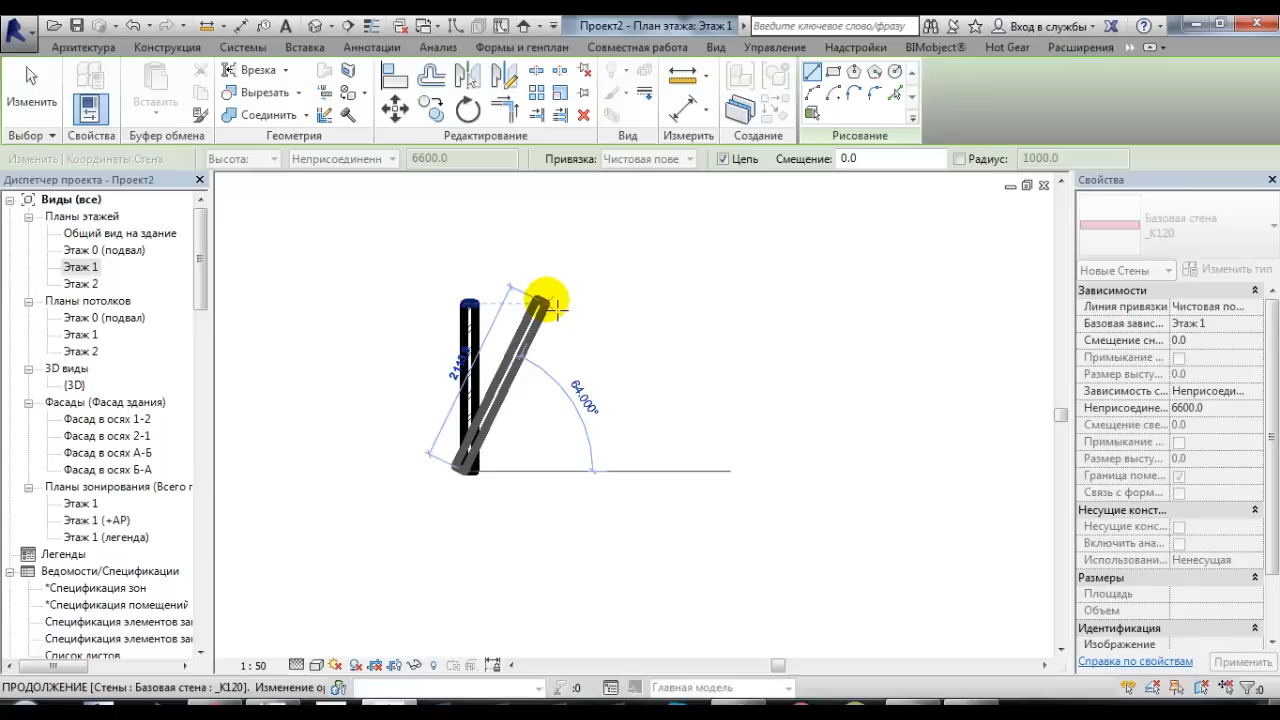 Проект2 - План этажа: Этаж 1
Введите ключевое слово/фразу
Вход в службы
Архитектура
Конструкция
Системы
Вставка
Аннотации
Анализ
Формы и генплан
Совместная работа
Вид
Управление
Надстройки
BIMobject®
Hot Gear
Расширения
Изменить
Вставить
Врезка
Вырезать
Соединить
Выбор
Свойства
Буфер обмена
Геометрия
Редактирование
Вид
Измерить
Создание
Рисование
Изменить | Координаты Стена
Высота:
Неприсоединенн
6600.0
Привязка:
Чистовая пове
Цепь
Смещение:
0.0
Радиус:
1000.0
Диспетчер проекта - Проект2
Виды (все)
Планы этажей
Общий вид на здание
Этаж 0 (подвал)
Этаж 1
Этаж 2
Планы потолков
Этаж 0 (подвал)
Этаж 1
Этаж 2
3D виды
{3D}
Фасады (Фасад здания)
Фасад в осях 1-2
Фасад в осях 2-1
Фасад в осях А-Б
Фасад в осях Б-А
Планы зонирования (Всего г
Этаж 1
Этаж 1 (+АР)
Этаж 1 (легенда)
Легенды
Ведомости/Спецификации
*Спецификация зон
*Спецификация помещений
Спецификация элементов за
Спецификация элементов за
Список листов
64.000°
Свойства
Базовая стена
_К120
Новые Стены
Изменить тип
Зависимости
Линия привязки
Чистовая по...
Базовая завис...
Этаж 1
Смещение сн...
0.0
Примыкание ...
Размер высту...
0.0
Зависимость с...
Неприсоеди...
Неприсоедине...
6600.0
Смещение све...
0.0
Примыкание ...
Размер высту...
0.0
Граница поме...
Связь с форм...
Несущие конст...
Несущие конс...
Включить ана...
Использовани...
Ненесущая
Размеры
Площадь
Объем
Идентификация
Изображение
Справка по свойствам
Применить
1 : 50
ПРОДОЛЖЕНИЕ [Стены : Базовая стена : _К120], Изменение о
:0
Главная модель
:0